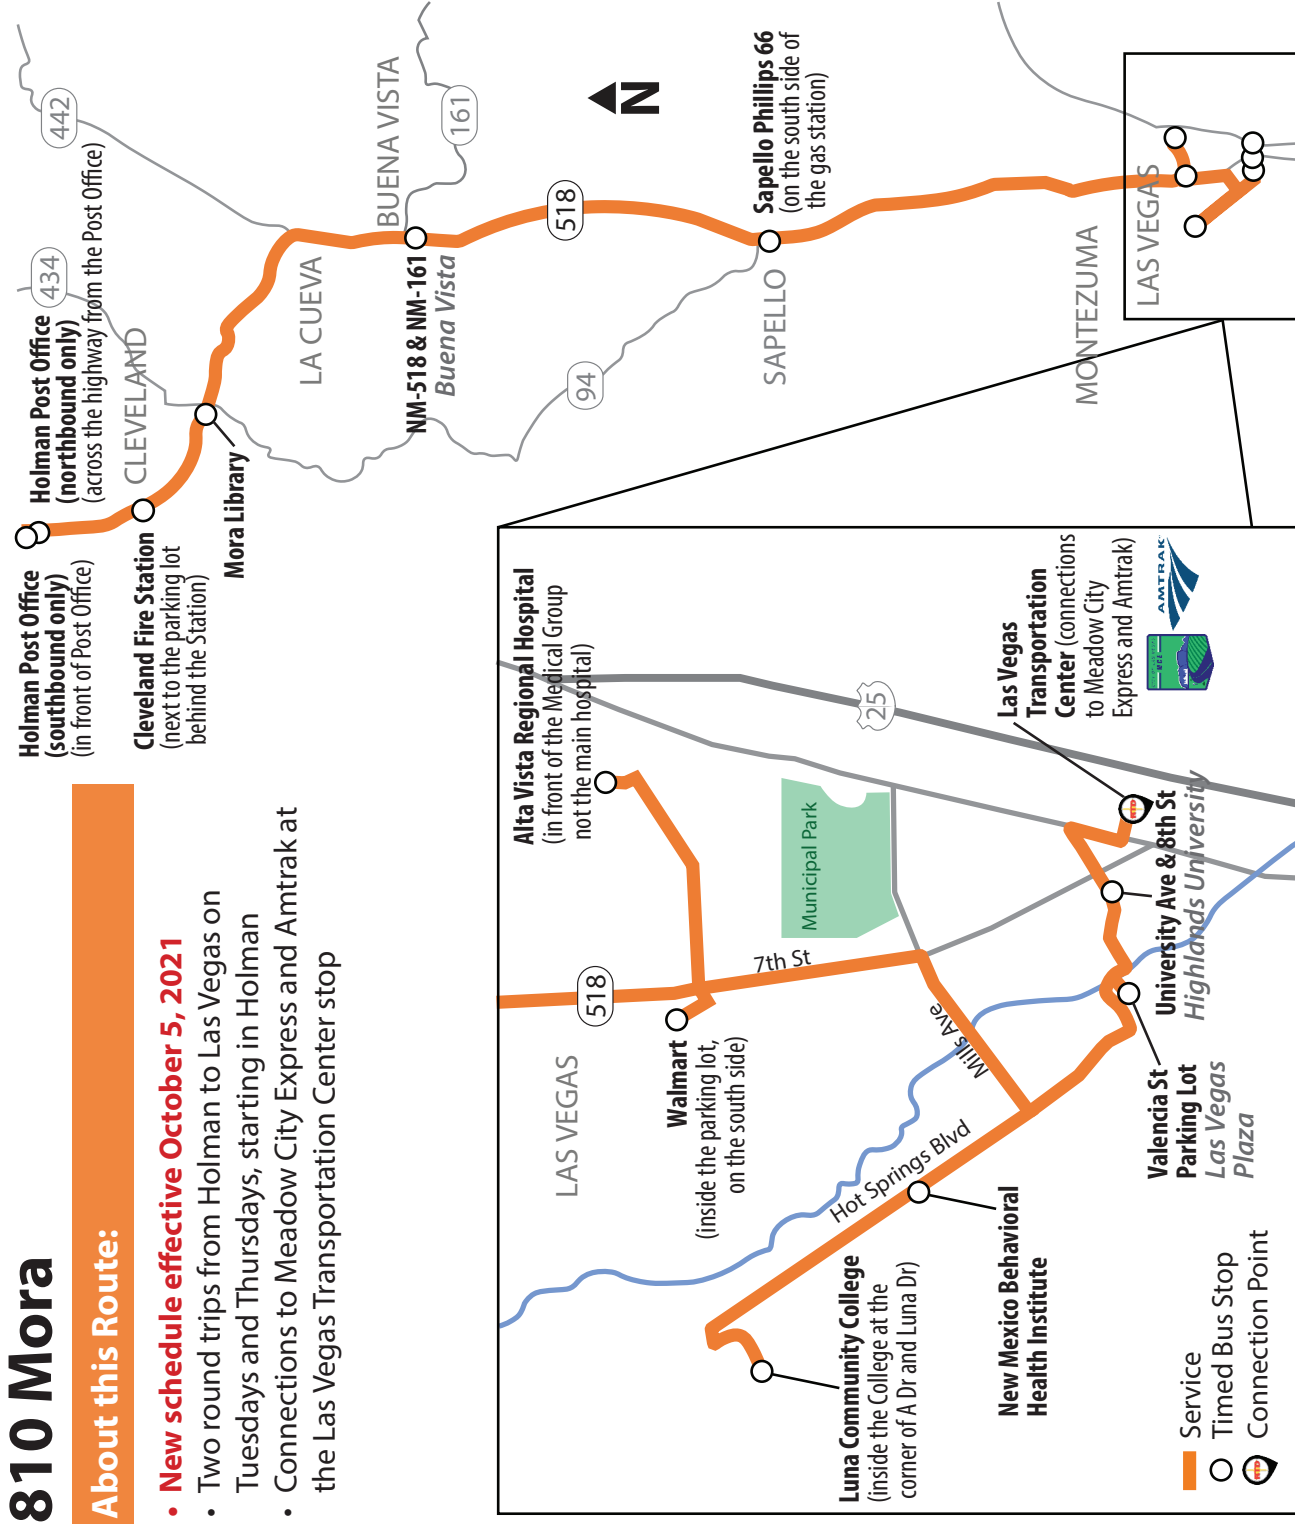 810 Mora
About this Route:
• New schedule effective October 5, 2021
• Two round trips from Holman to Las Vegas on
Tuesdays and Thursdays, starting in Holman
• Connections to Meadow City Express and Amtrak at
the Las Vegas Transportation Center stop
Holman Post Office
(southbound only)
(in front of Post Office)
Holman Post Office
(northbound only)
(across the highway from the Post Office)
434
442
CLEVELAND
Cleveland Fire Station
(next to the parking lot
behind the Station)
Mora Library
LA CUEVA
BUENA VISTA
161
NM-518 & NM-161
Buena Vista
518
N
94
Sapello Phillips 66
(on the south side of
the gas station)
SAPELLO
MONTEZUMA
LAS VEGAS
Alta Vista Regional Hospital
(in front of the Medical Group
not the main hospital)
518
LAS VEGAS
Walmart
(inside the parking lot,
on the south side)
7th St
Municipal Park
25
Mills Ave
Hot Springs Blvd
Luna Community College
(inside the College at the
corner of A Dr and Luna Dr)
New Mexico Behavioral
Health Institute
Las Vegas
Transportation
Center (connections
to Meadow City
Express and Amtrak)
AMTRAK
RTD
University Ave & 8th St
Highlands University
Valencia St
Parking Lot
Las Vegas
Plaza
Service
Timed Bus Stop
RTD
Connection Point